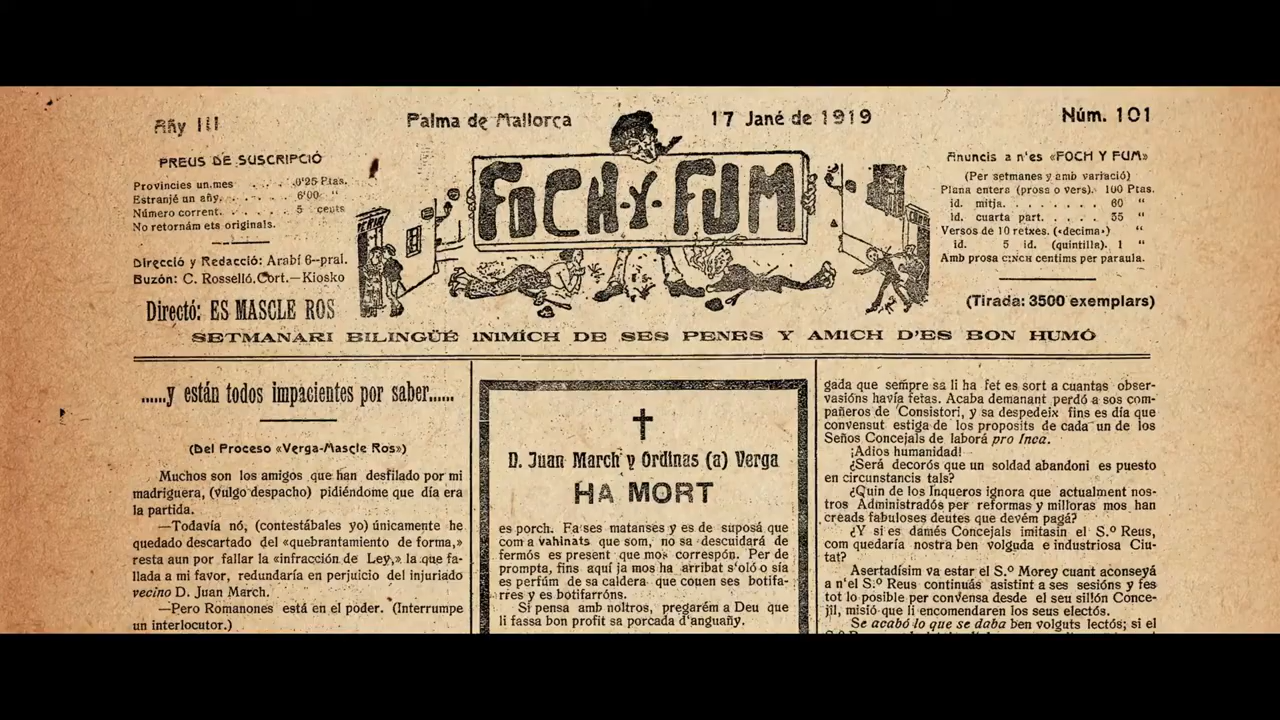 Añy III
Palma de Mallorca
17 Jané de 1919
Núm. 101
PREUS DE SUSCRIPCIÓ
Provincies un mes . . . . 0'25 Ptas.
Estranjé un añy. . . . . 6'00 "
Número corrent. . . . . 5 cents
No retornám ets originals.
Direcció y Redacció: Arabí 6-pral.
Buzón: C. Rosselló.Cort.—Kiosko
Directó: ES MASCLE ROS
FOCH-Y-FUM
Anuncis a n'es «FOCH Y FUM»
(Per setmanes y amb variació)
Plana entera (prosa o vers). 100 Ptas.
id. mitja. . . . . . . . 60 "
id. cuarta part. . . . . 35 "
Versos de 10 retxes. («decima») "
id. 5 id. (quintilla). 1 "
Amb prosa CINCH centims per paraula.
(Tirada: 3500 exemplars)
SETMANARI BILINGÜE INIMÍCH DE SES PENES Y AMICH D'ES BON HUMÓ
......y están todos impacientes por saber......
(Del Proceso «Verga-Mascle Ros»)
Muchos son los amigos que han desfilado por mi
madriguera, (vulgo despacho) pidiéndome que día era
la partida.
—Todavía nó, (contestábales yo) únicamente he
quedado descartado del «quebrantamiento de forma,»
resta aun por fallar la «infracción de Ley,» la que fa-
llada a mi favor, redundaría en perjuicio del injuriado
vecino D. Juan March.
—Pero Romanones está en el poder. (Interrumpe
un interlocutor.)
D. Juan March y Ordinas (a) Verga
HA MORT
es porch. Fa ses matanses y es de suposá que
com a vahinats que som, no sa descuidará de
fermós es present que mos correspón. Per de
prompta, fins aquí ja mos ha arribat s'oló o sía
es perfúm de sa caldera que couen ses botifa-
rres y es botifarróns.
Si pensa amb noltros, pregarém a Deu que
li fassa bon profit sa porcada d'anguañy.
gada que sempre sa li ha fet es sort a cuantas obser-
vasións havía fetas. Acaba demanant perdó a sos com-
pañeros de Consistori, y sa despedeix fins es día que
convensut estiga de los proposits de cada un de los
Seños Concejals de laborá pro Inca.
¡Adios humanidad!
¿Será decorós que un soldad abandoni es puesto
en circunstancis tals?
¿Quin de los Inqueros ignora que actualment nos-
tros Administradós per reformas y milloras mos han
creads fabuloses deutes que devém pagá?
¿Y si es damés Concejals imitasin el S.º Reus,
com quedaría nostra ben volguda e industriosa Ciu-
tat?
Asertadísim va estar el S.º Morey cuant aconseyá
a n'el S.º Reus continuás asistint a ses sesións y fes
tot lo posible per convensa desde el seu sillón Conce-
jil, misió que li encomendaren los seus electós.
Se acabó lo que se daba ben volguts lectós; si el